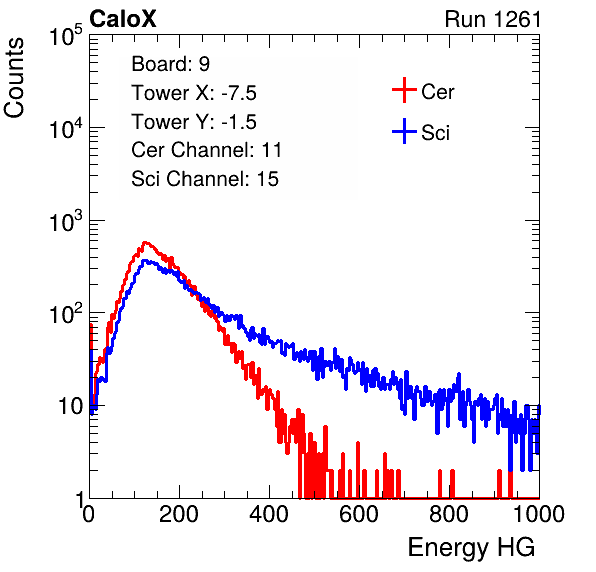 CaloX Run 1261
Counts
Board: 9
Tower X: -7.5
Tower Y: -1.5
Cer Channel: 11
Sci Channel: 15
Cer
Sci
10^5
10^4
10^3
10^2
10
1
0 200 400 600 800 1000
Energy HG